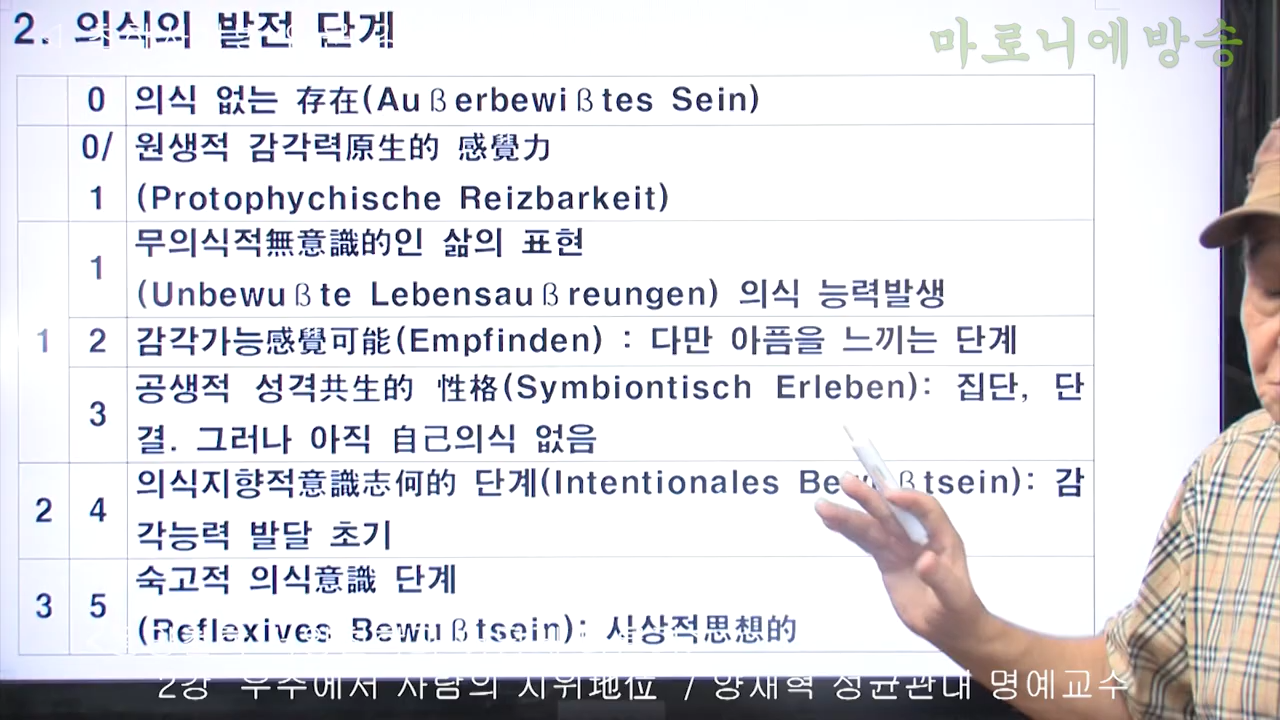 2. 의식의 발전 단계
마로니에방송
0 의식 없는 存在(Außerbewißtes Sein)
0/ 원생적 감각력原生的 感覺力
1 (Protophychische Reizbarkeit)
무의식적無意識的인 삶의 표현
1
(Unbewußte Lebensaußreungen) 의식 능력발생
1 2 감각가능感覺可能(Empfinden) : 다만 아픔을 느끼는 단계
공생적 성격共生的 性格(Symbiontisch Erleben): 집단, 단
3
결. 그러나 아직 自己의식 없음
의식지향적意識志何的 단계(Intentionales Bewußtsein): 감
2 4
각능력 발달 초기
숙고적 의식意識 단계
3 5
(Reflexives Bewußtsein): 사상적思想的
2강 우주에서 사람의 지위地位 / 양재혁 성균관대 명예교수